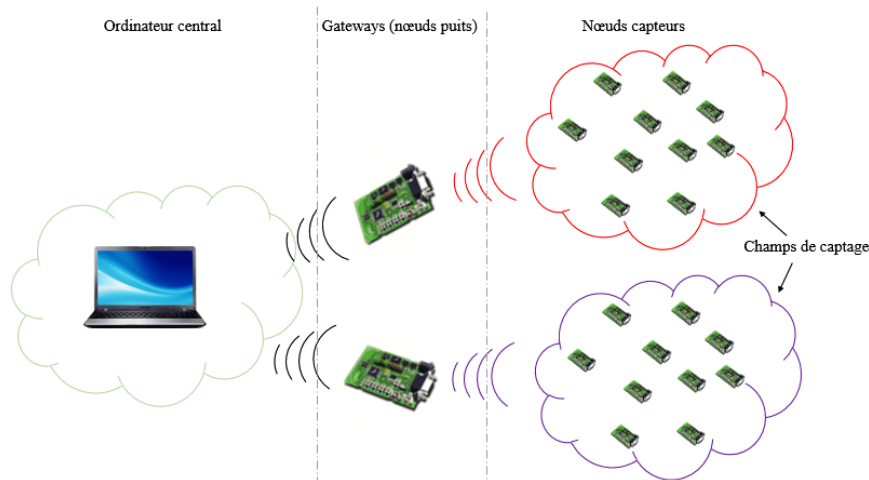 Ordinateur central
Gateways (nœuds puits)
Nœuds capteurs
Champs de captage